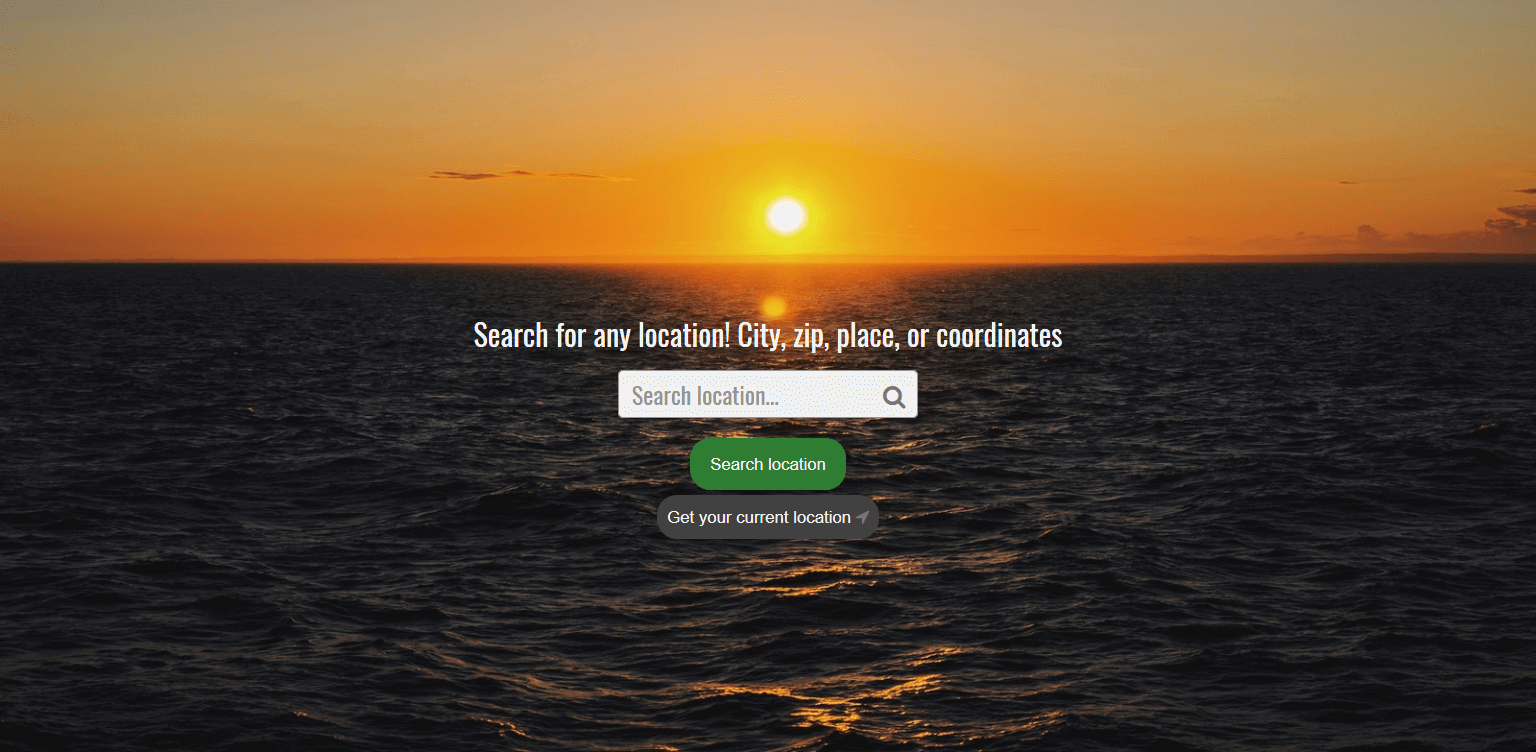 Search for any location! City, zip, place, or coordinates
Search location...
Search location
Get your current location